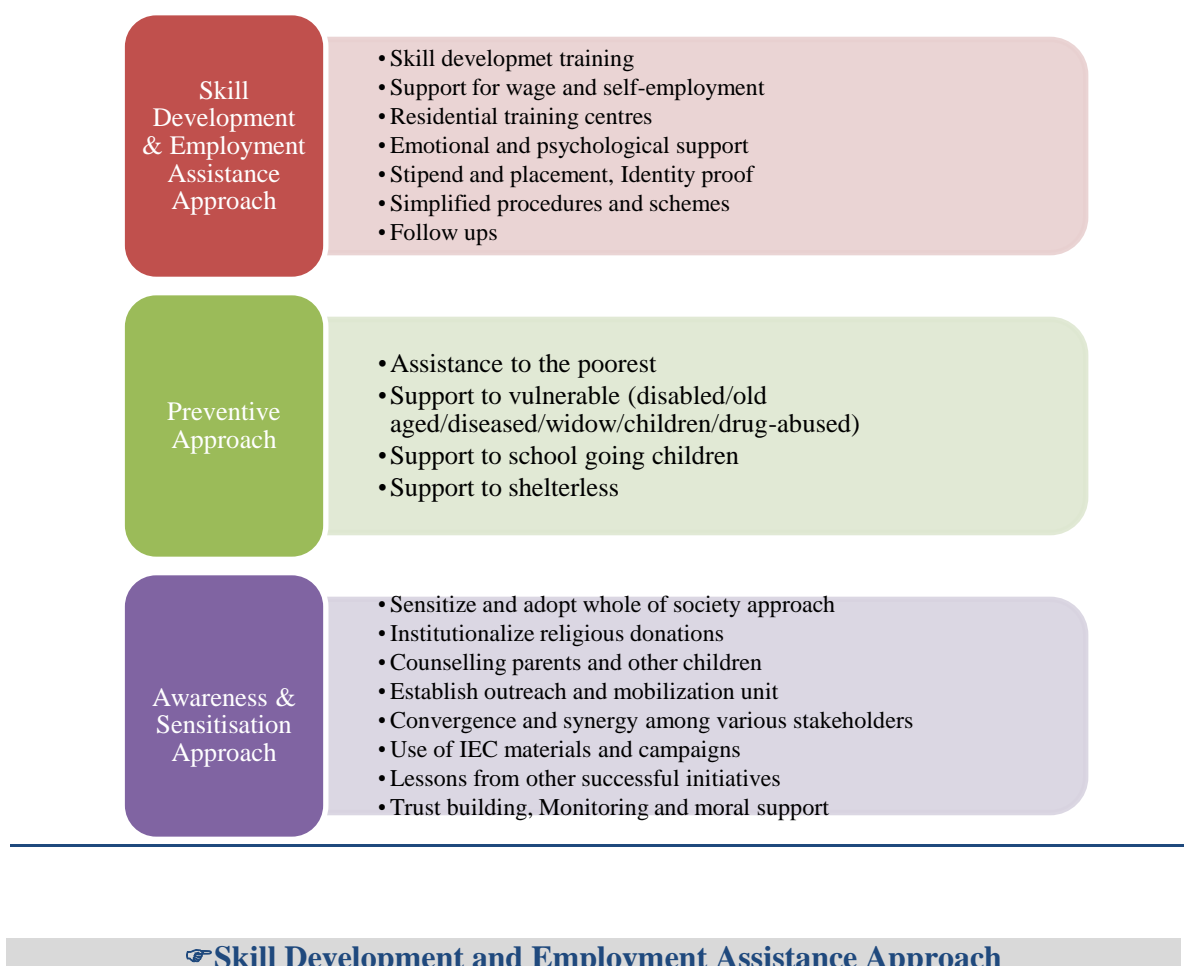 Skill
Development
& Employment
Assistance
Approach
• Skill developmet training
• Support for wage and self-employment
• Residential training centres
• Emotional and psychological support
• Stipend and placement, Identity proof
• Simplified procedures and schemes
• Follow ups
Preventive
Approach
• Assistance to the poorest
• Support to vulnerable (disabled/old
aged/diseased/widow/children/drug-abused)
• Support to school going children
• Support to shelterless
Awareness &
Sensitisation
Approach
• Sensitize and adopt whole of society approach
• Institutionalize religious donations
• Counselling parents and other children
• Establish outreach and mobilization unit
• Convergence and synergy among various stakeholders
• Use of IEC materials and campaigns
• Lessons from other successful initiatives
• Trust building, Monitoring and moral support
☞Skill Development and Employment Assistance Approach